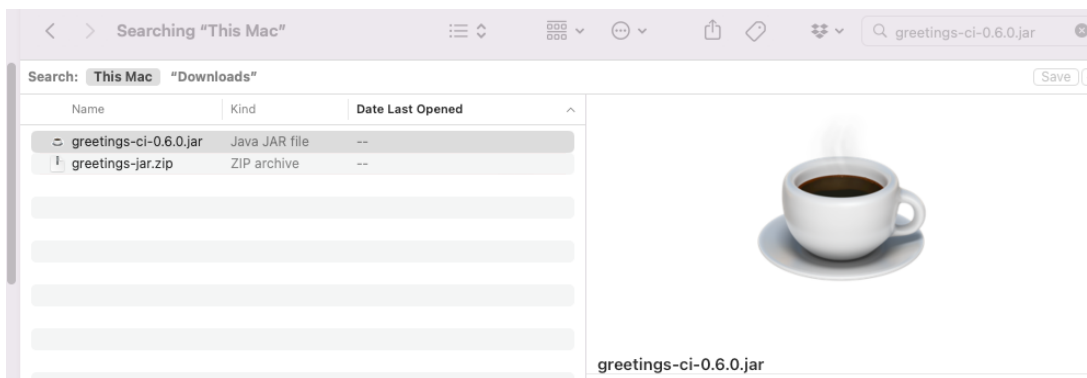 Searching “This Mac”
greetings-ci-0.6.0.jar
Search: This Mac “Downloads” Save
Name Kind Date Last Opened
greetings-ci-0.6.0.jar Java JAR file --
greetings-jar.zip ZIP archive --
greetings-ci-0.6.0.jar